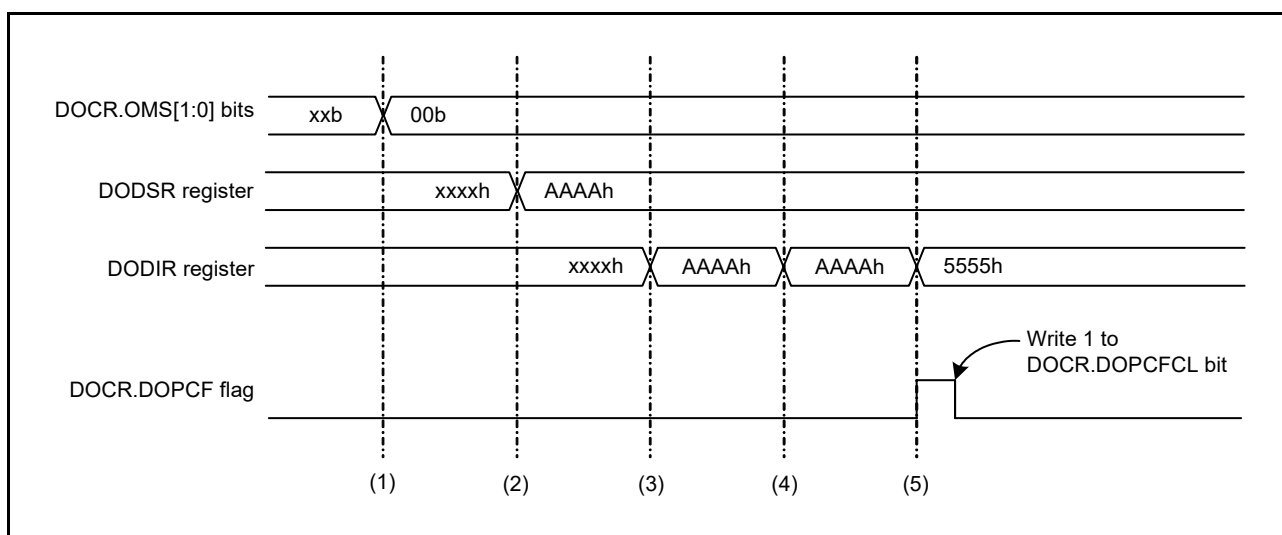 DOCR.OMS[1:0] bits xxb 00b
DODSR register xxxxh AAAAh
DODIR register xxxxh AAAAh AAAAh 5555h
Write 1 to
DOCR.DOPCFCL bit
DOCR.DOPCF flag
(1) (2) (3) (4) (5)